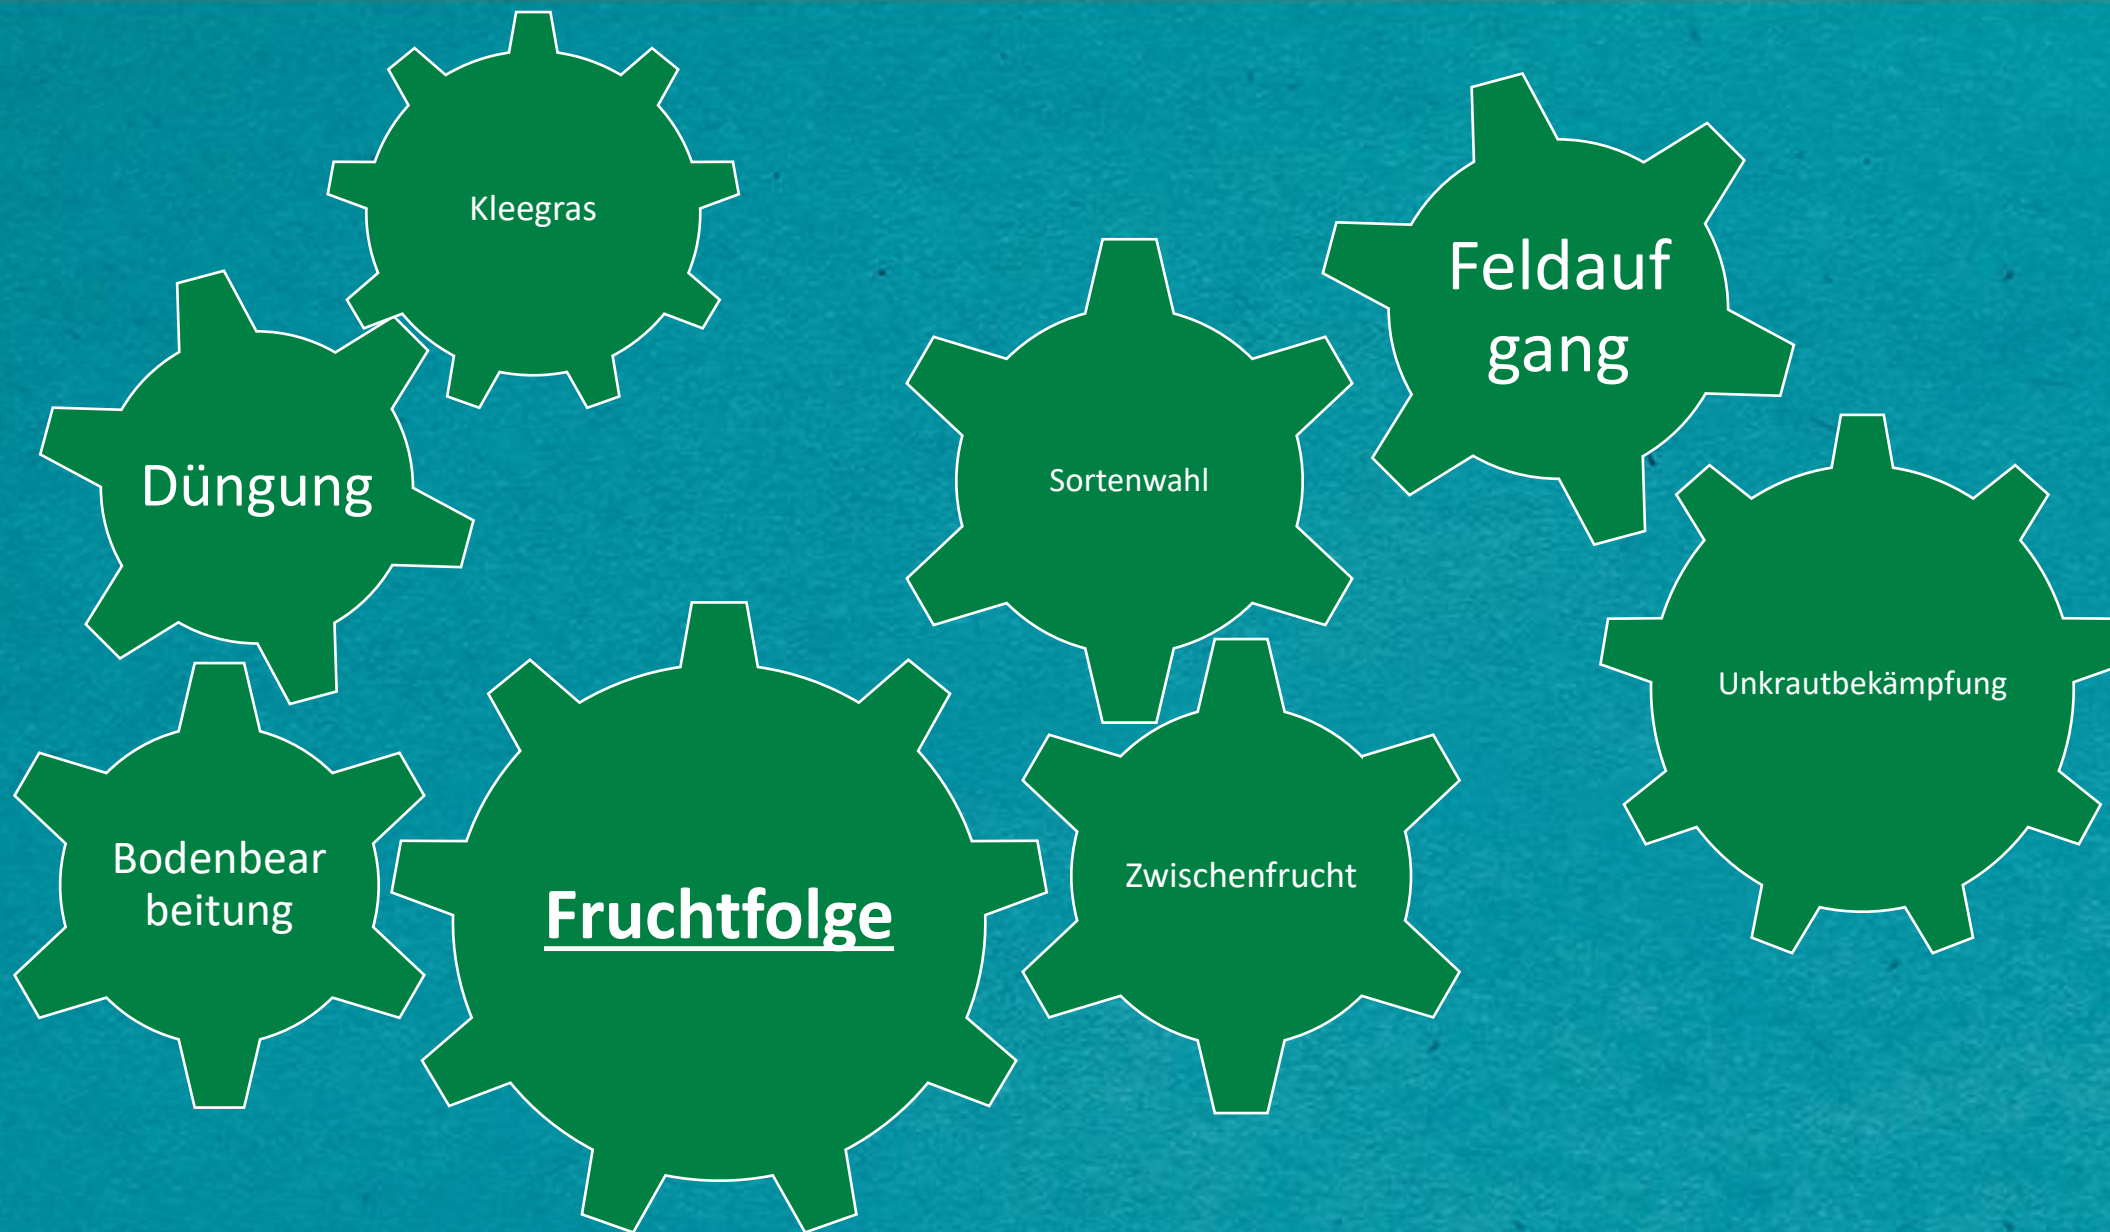 Kleegras
Feldauf
gang
Düngung
Sortenwahl
Unkrautbekämpfung
Bodenbear
beitung
Fruchtfolge
Zwischenfrucht